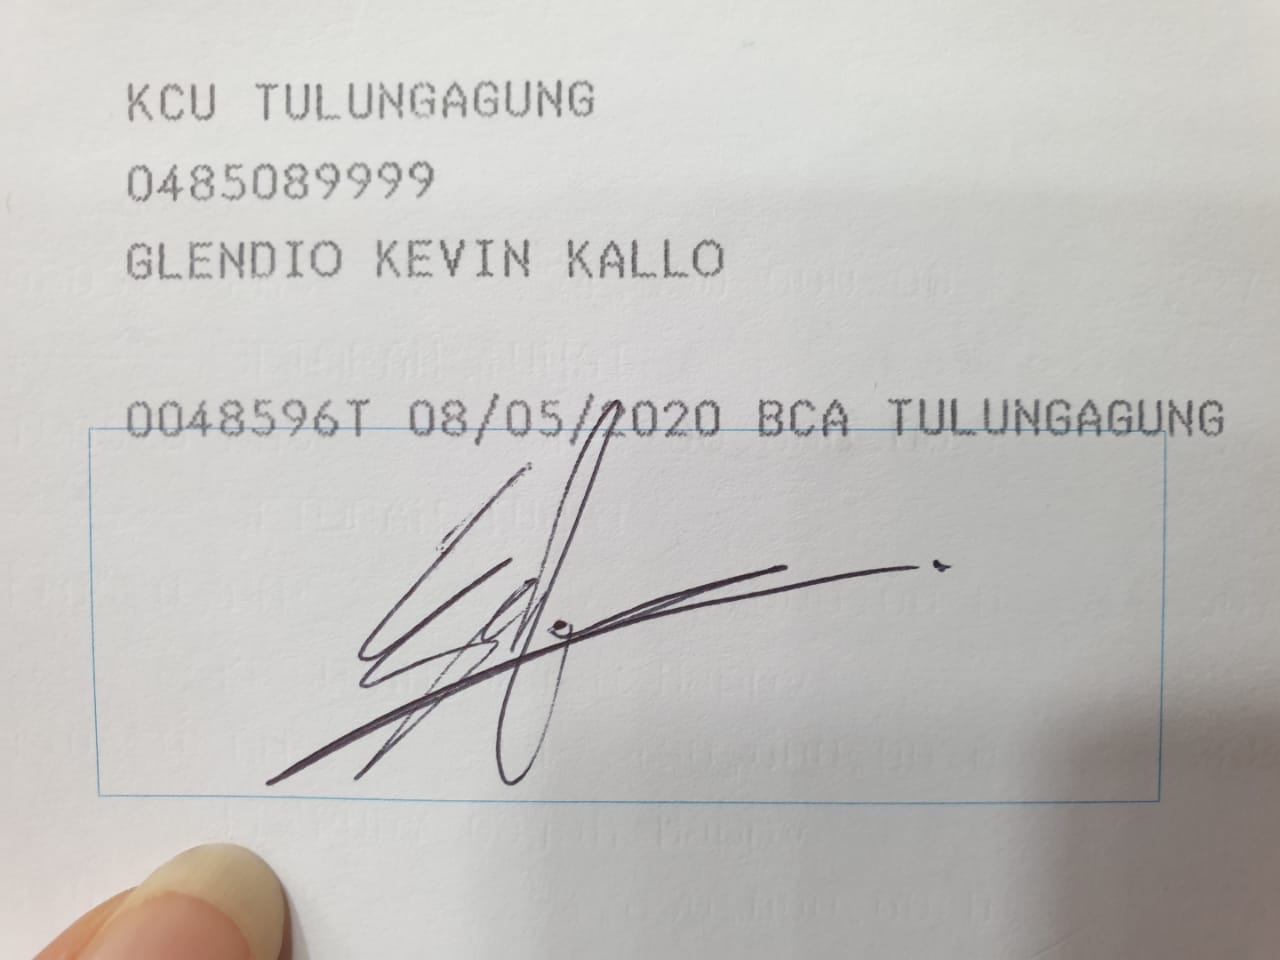 KCU TULUNGAGUNG
0485089999
GLENDIO KEVIN KALLO
0048596T 08/05/2020 BCA TULUNGAGUNG